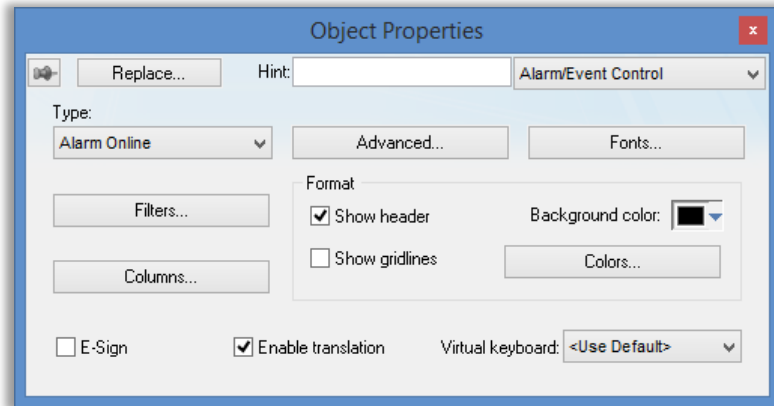 Object Properties
x
Replace... Hint: Alarm/Event Control
Type:
Alarm Online Advanced... Fonts...
Format
Filters... Show header Background color:
Show gridlines Colors...
Columns...
E-Sign Enable translation Virtual keyboard: <Use Default>